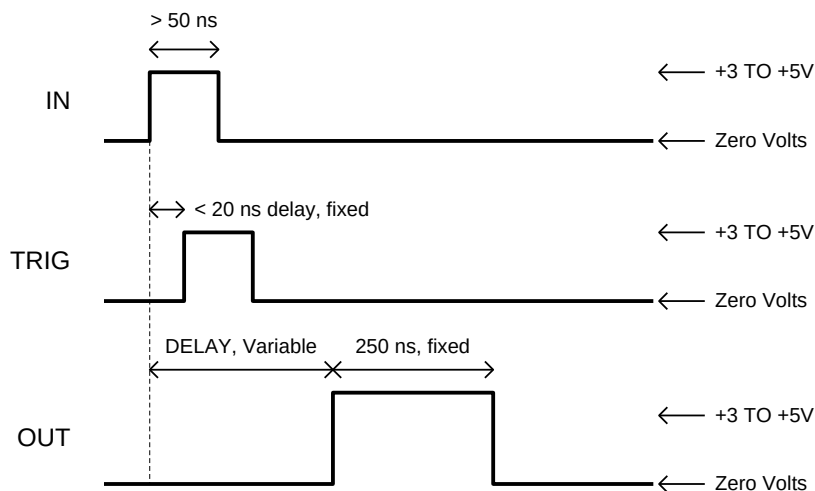 > 50 ns
IN
+3 TO +5V
Zero Volts
< 20 ns delay, fixed
TRIG
+3 TO +5V
Zero Volts
DELAY, Variable
250 ns, fixed
OUT
+3 TO +5V
Zero Volts